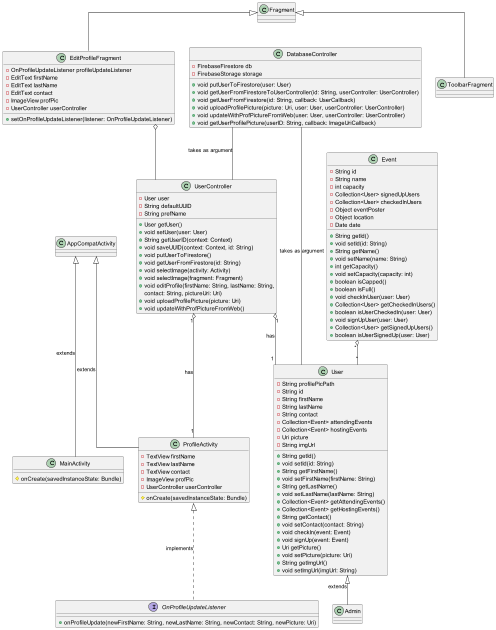 C Fragment
C EditProfileFragment
OnProfileUpdateListener profileUpdateListener
EditText firstName
EditText lastName
EditText contact
ImageView profPic
UserController userController
setOnProfileUpdateListener(listener: OnProfileUpdateListener)
C DatabaseController
FirebaseFirestore db
FirebaseStorage storage
void putUserToFirestore(user: User)
void getUserFromFirestoreToUserController(id: String, userController: UserController)
void getUserFromFirestore(id: String, callback: UserCallback)
void uploadProfilePicture(picture: Uri, user: User, userController: UserController)
void updateWithProfPictureFromWeb(user: User, userController: UserController)
void getUserProfilePicture(userID: String, callback: ImageUriCallback)
C ToolbarFragment
takes as argument
takes as argument
C Event
String id
String name
int capacity
Collection<User> signedUpUsers
Collection<User> checkedInUsers
Object eventPoster
Object location
Date date
String getId()
void setId(id: String)
String getName()
void setName(name: String)
int getCapacity()
void setCapacity(capacity: int)
boolean isCapped()
boolean isFull()
void checkInUser(user: User)
Collection<User> getCheckedInUsers()
boolean isUserCheckedIn(user: User)
void signUpUser(user: User)
Collection<User> getSignedUpUsers()
boolean isUserSignedUp(user: User)
C UserController
User user
String defaultUUID
String prefName
User getUser()
void setUser(user: User)
String getUserID(context: Context)
void saveUUID(context: Context, id: String)
void putUserToFirestore()
void getUserFromFirestore(id: String)
void selectImage(activity: Activity)
void selectImage(fragment: Fragment)
void editProfile(firstName: String, lastName: String,
contact: String, pictureUri: Uri)
void uploadProfilePicture(picture: Uri)
void updateWithProfPictureFromWeb()
C AppCompatActivity
extends
extends
1
has
1
1
has
1
*
*
C User
String profilePicPath
String id
String firstName
String lastName
String contact
Collection<Event> attendingEvents
Collection<Event> hostingEvents
Uri picture
String imgUrl
String getId()
void setId(id: String)
String getFirstName()
void setFirstName(firstName: String)
String getLastName()
void setLastName(lastName: String)
Collection<Event> getAttendingEvents()
Collection<Event> getHostingEvents()
String getContact()
void setContact(contact: String)
void checkIn(event: Event)
void signUp(event: Event)
Uri getPicture()
void setPicture(picture: Uri)
String getImgUrl()
void setImgUrl(imgUrl: String)
C MainActivity
onCreate(savedInstanceState: Bundle)
C ProfileActivity
TextView firstName
TextView lastName
TextView contact
ImageView profPic
UserController userController
onCreate(savedInstanceState: Bundle)
implements
extends
I OnProfileUpdateListener
onProfileUpdate(newFirstName: String, newLastName: String, newContact: String, newPicture: Uri)
C Admin